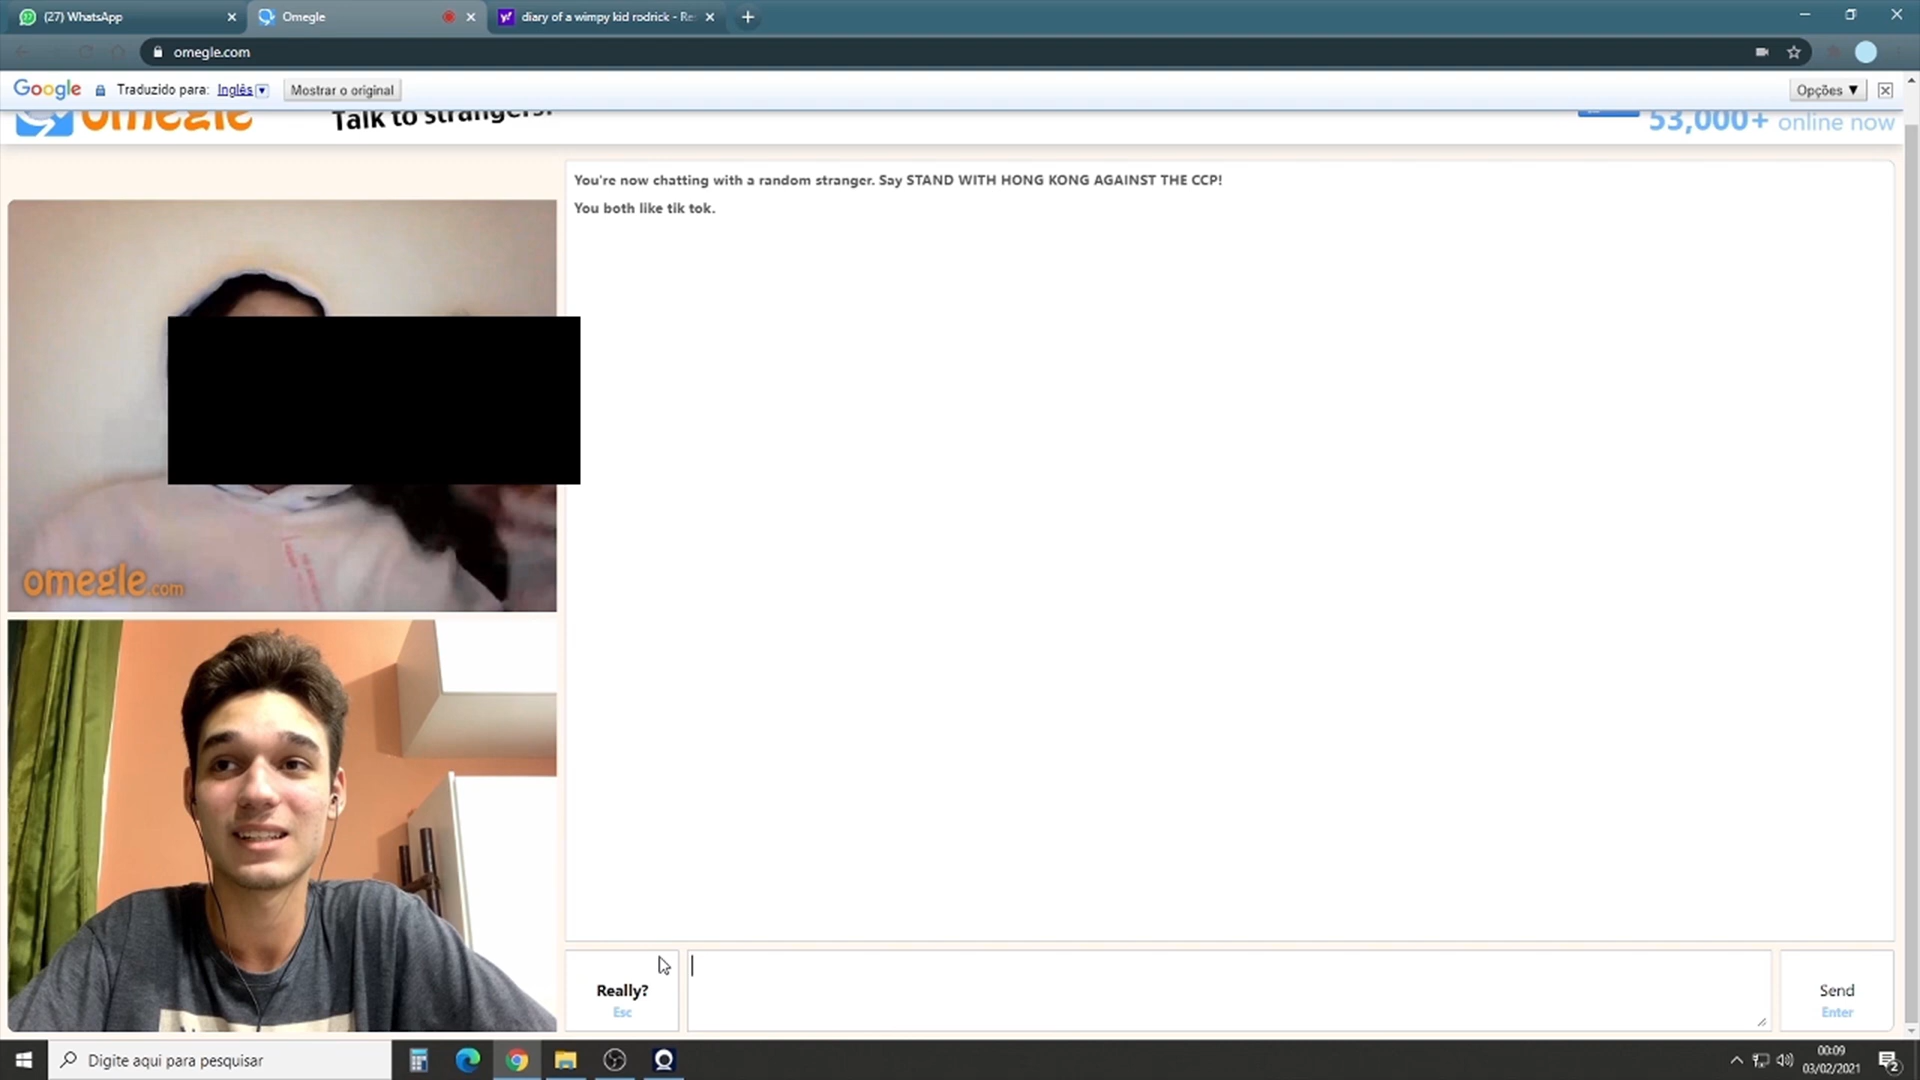 (27) WhatsApp
Omegle
diary of a wimpy kid rodrick - Re
omegle.com
Google Traduzido para: Inglês Mostrar o original Opções
omegle Talk to strangers! 53,000+ online now
You're now chatting with a random stranger. Say STAND WITH HONG KONG AGAINST THE CCP!
You both like tik tok.
omegle.com
Really?
Esc
Send
Enter
Digite aqui para pesquisar
00:09
03/02/2021
2